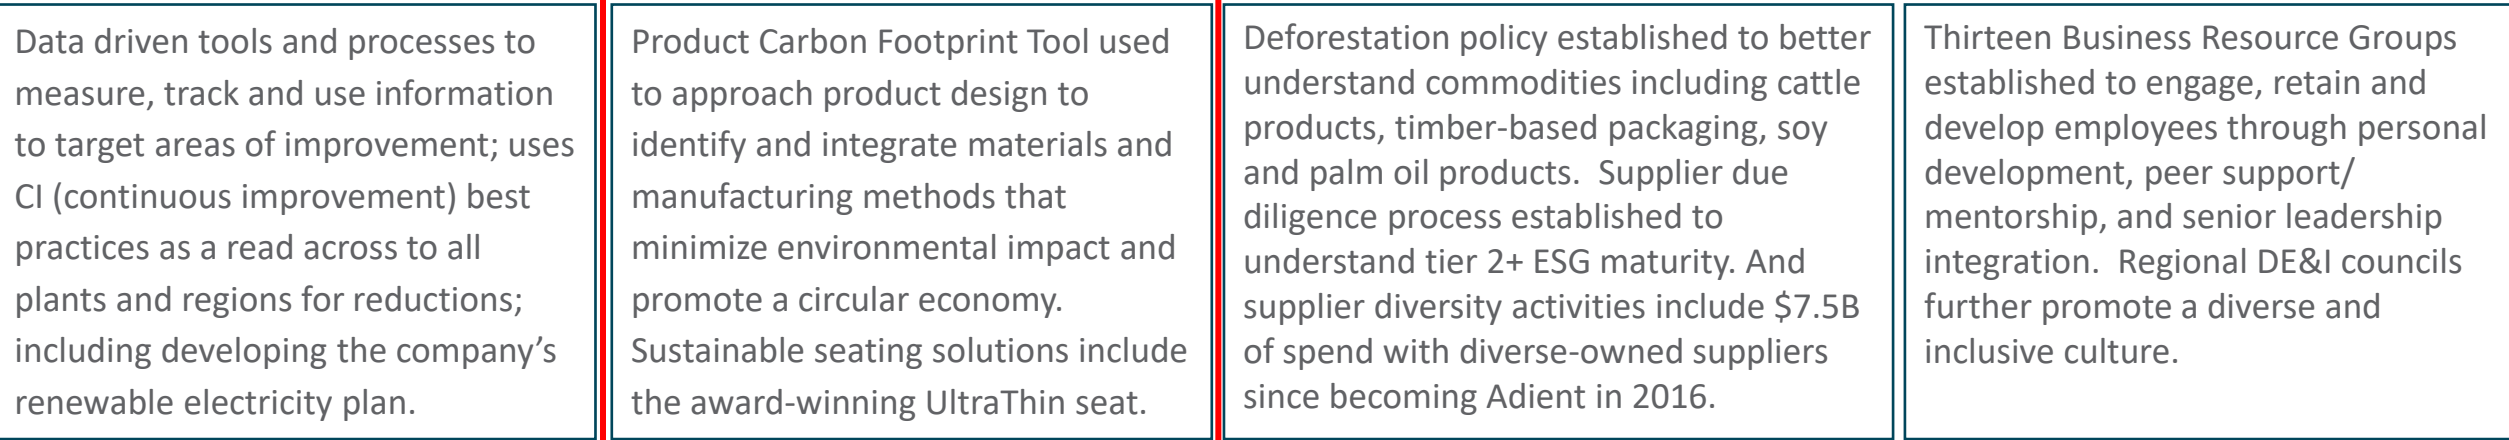 Data driven tools and processes to
measure, track and use information
to target areas of improvement; uses
CI (continuous improvement) best
practices as a read across to all
plants and regions for reductions;
including developing the company’s
renewable electricity plan.
Product Carbon Footprint Tool used
to approach product design to
identify and integrate materials and
manufacturing methods that
minimize environmental impact and
promote a circular economy.
Sustainable seating solutions include
the award-winning UltraThin seat.
Deforestation policy established to better
understand commodities including cattle
products, timber-based packaging, soy
and palm oil products.  Supplier due
diligence process established to
understand tier 2+ ESG maturity. And
supplier diversity activities include $7.5B
of spend with diverse-owned suppliers
since becoming Adient in 2016.
Thirteen Business Resource Groups
established to engage, retain and
develop employees through personal
development, peer support/
mentorship, and senior leadership
integration.  Regional DE&I councils
further promote a diverse and
inclusive culture.